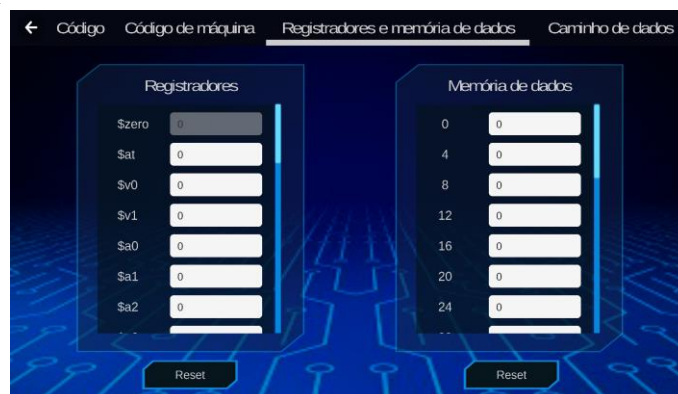 Código Código de máquina Registradores e memória de dados Caminho de dados
Registradores
$zero 0
$at 0
$v0 0
$v1 0
$a0 0
$a1 0
$a2 0
Reset
Memória de dados
0 0
4 0
8 0
12 0
16 0
20 0
24 0
Reset